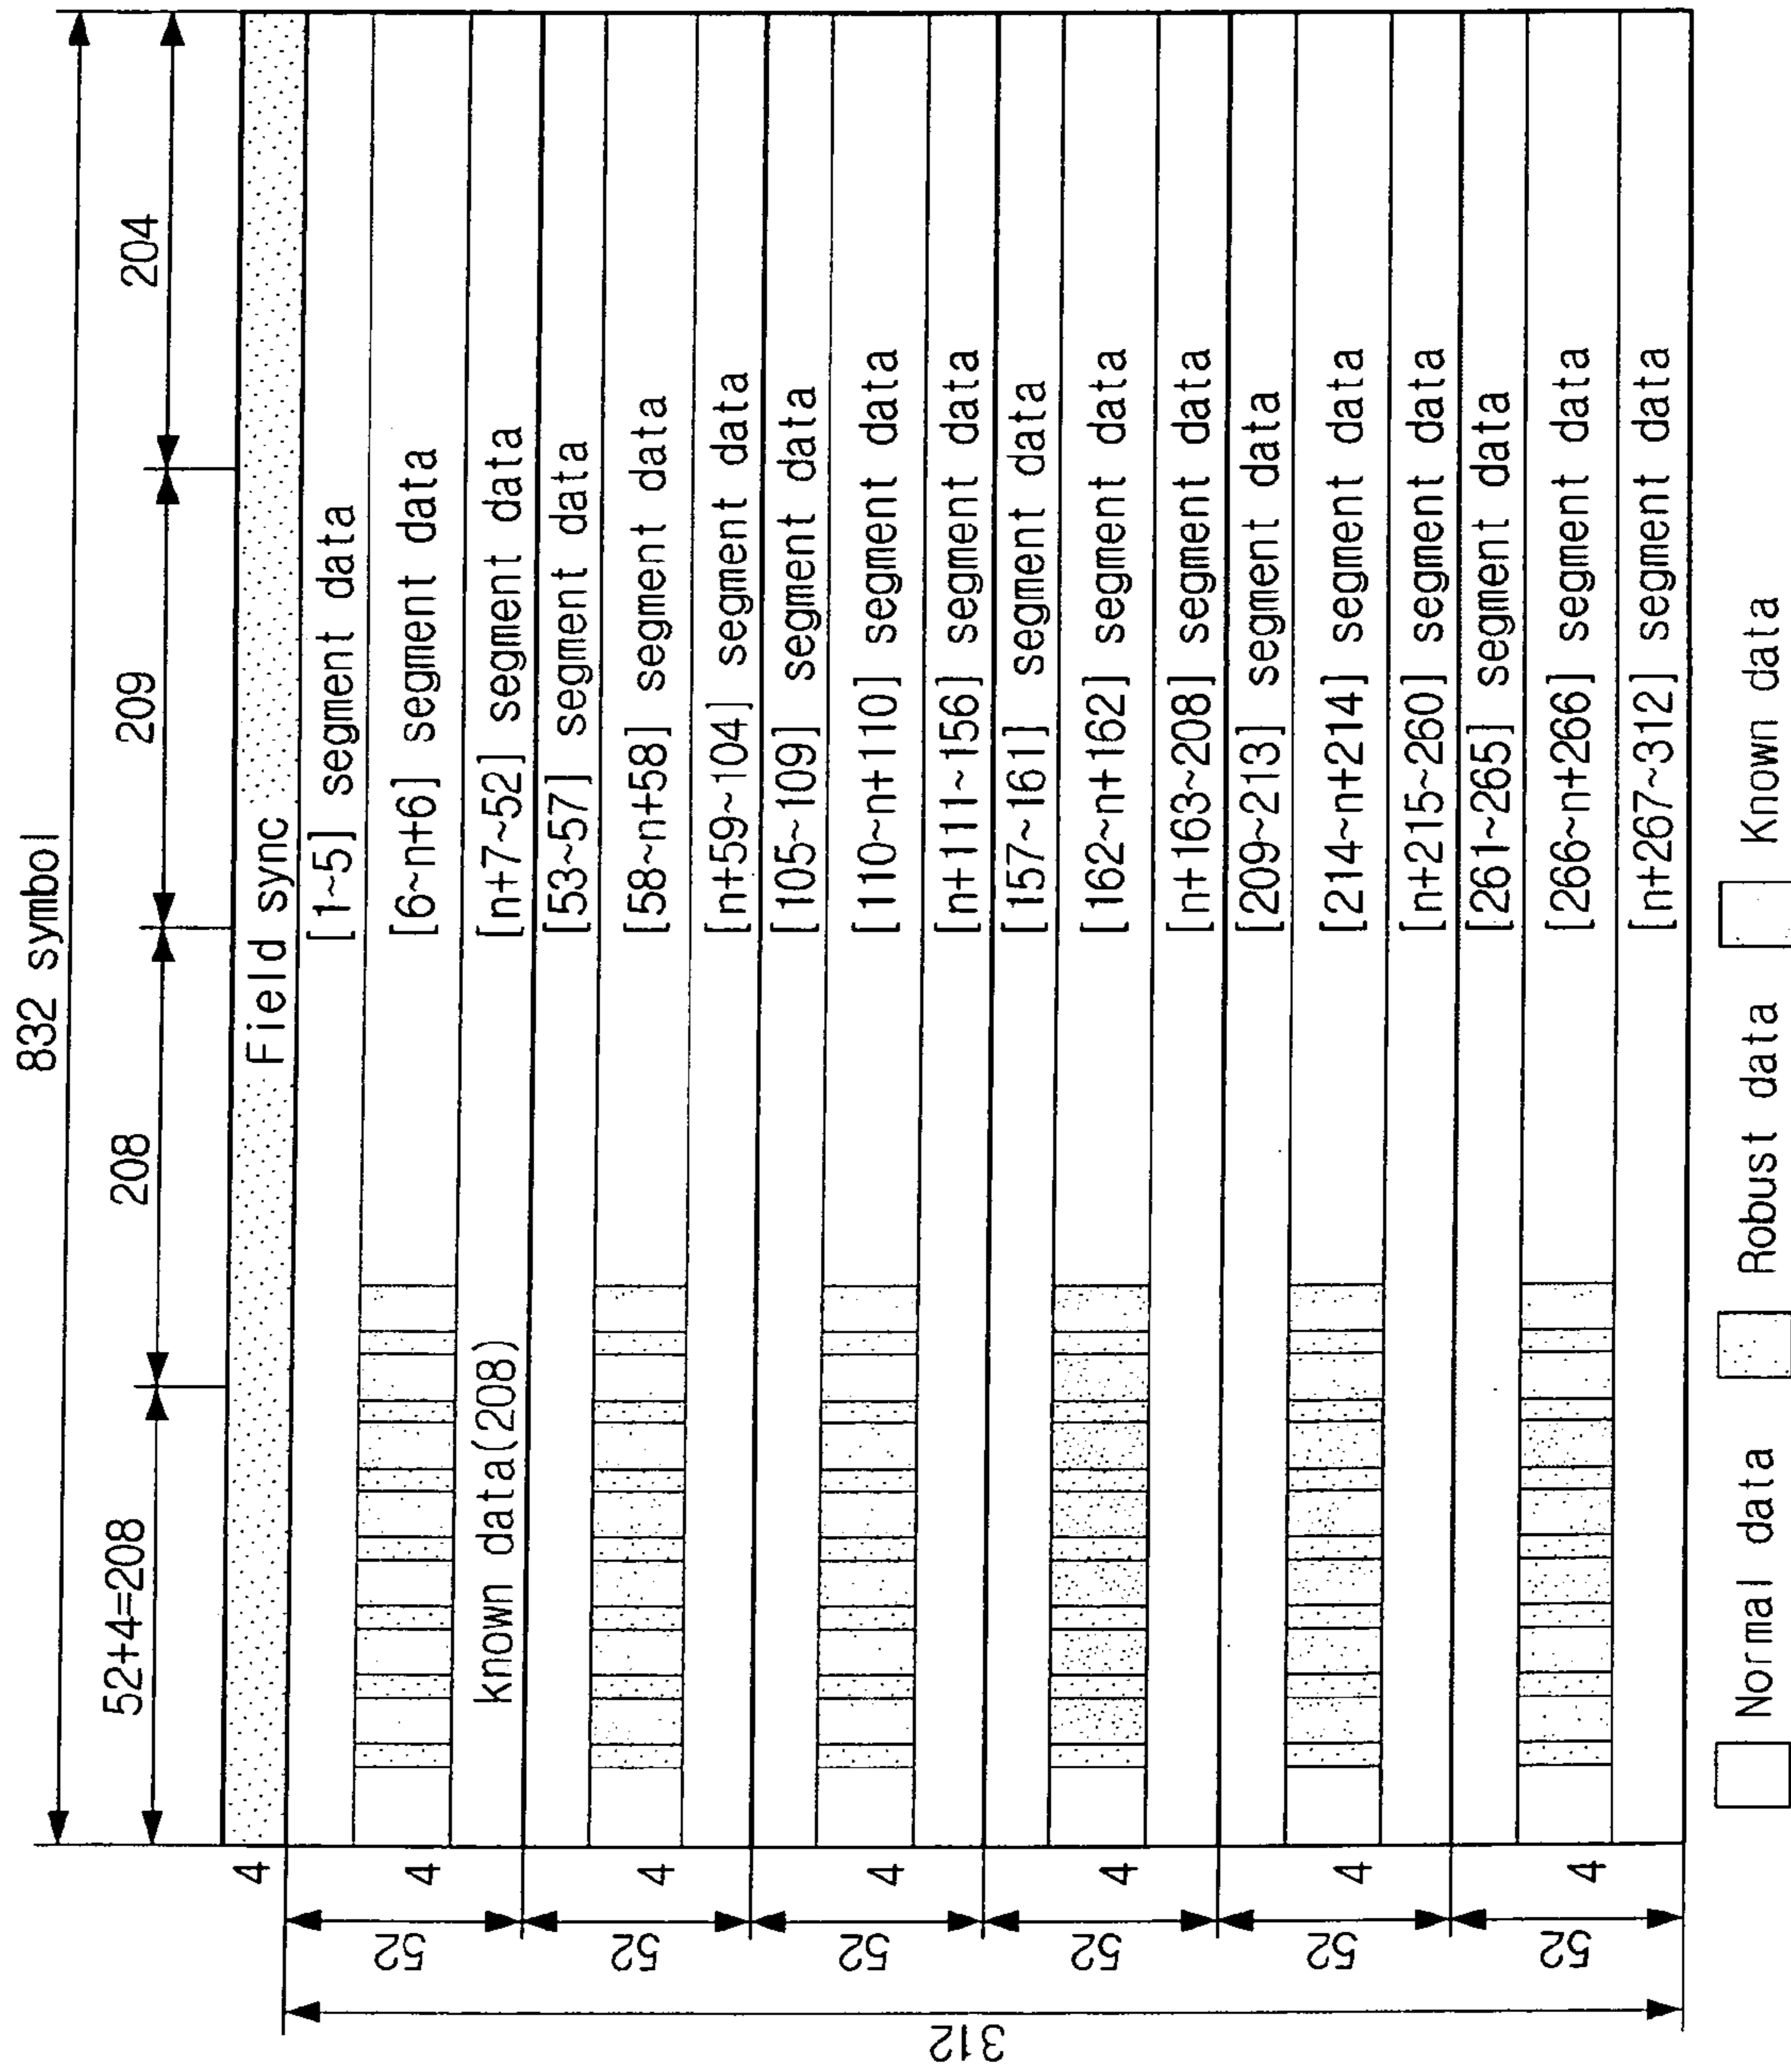 832 symbol
52+4=208
208
209
204
4
Field sync
[1~5] segment data
4
[6~n+6] segment data
known data(208)
[n+7~52] segment data
[53~57] segment data
4
[58~n+58] segment data
[n+59~104] segment data
[105~109] segment data
4
[110~n+110] segment data
[n+111~156] segment data
[157~161] segment data
4
[162~n+162] segment data
[n+163~208] segment data
[209~213] segment data
4
[214~n+214] segment data
[n+215~260] segment data
[261~265] segment data
4
[266~n+266] segment data
[n+267~312] segment data
52
52
52
52
52
52
312
Normal data
Robust data
Known data